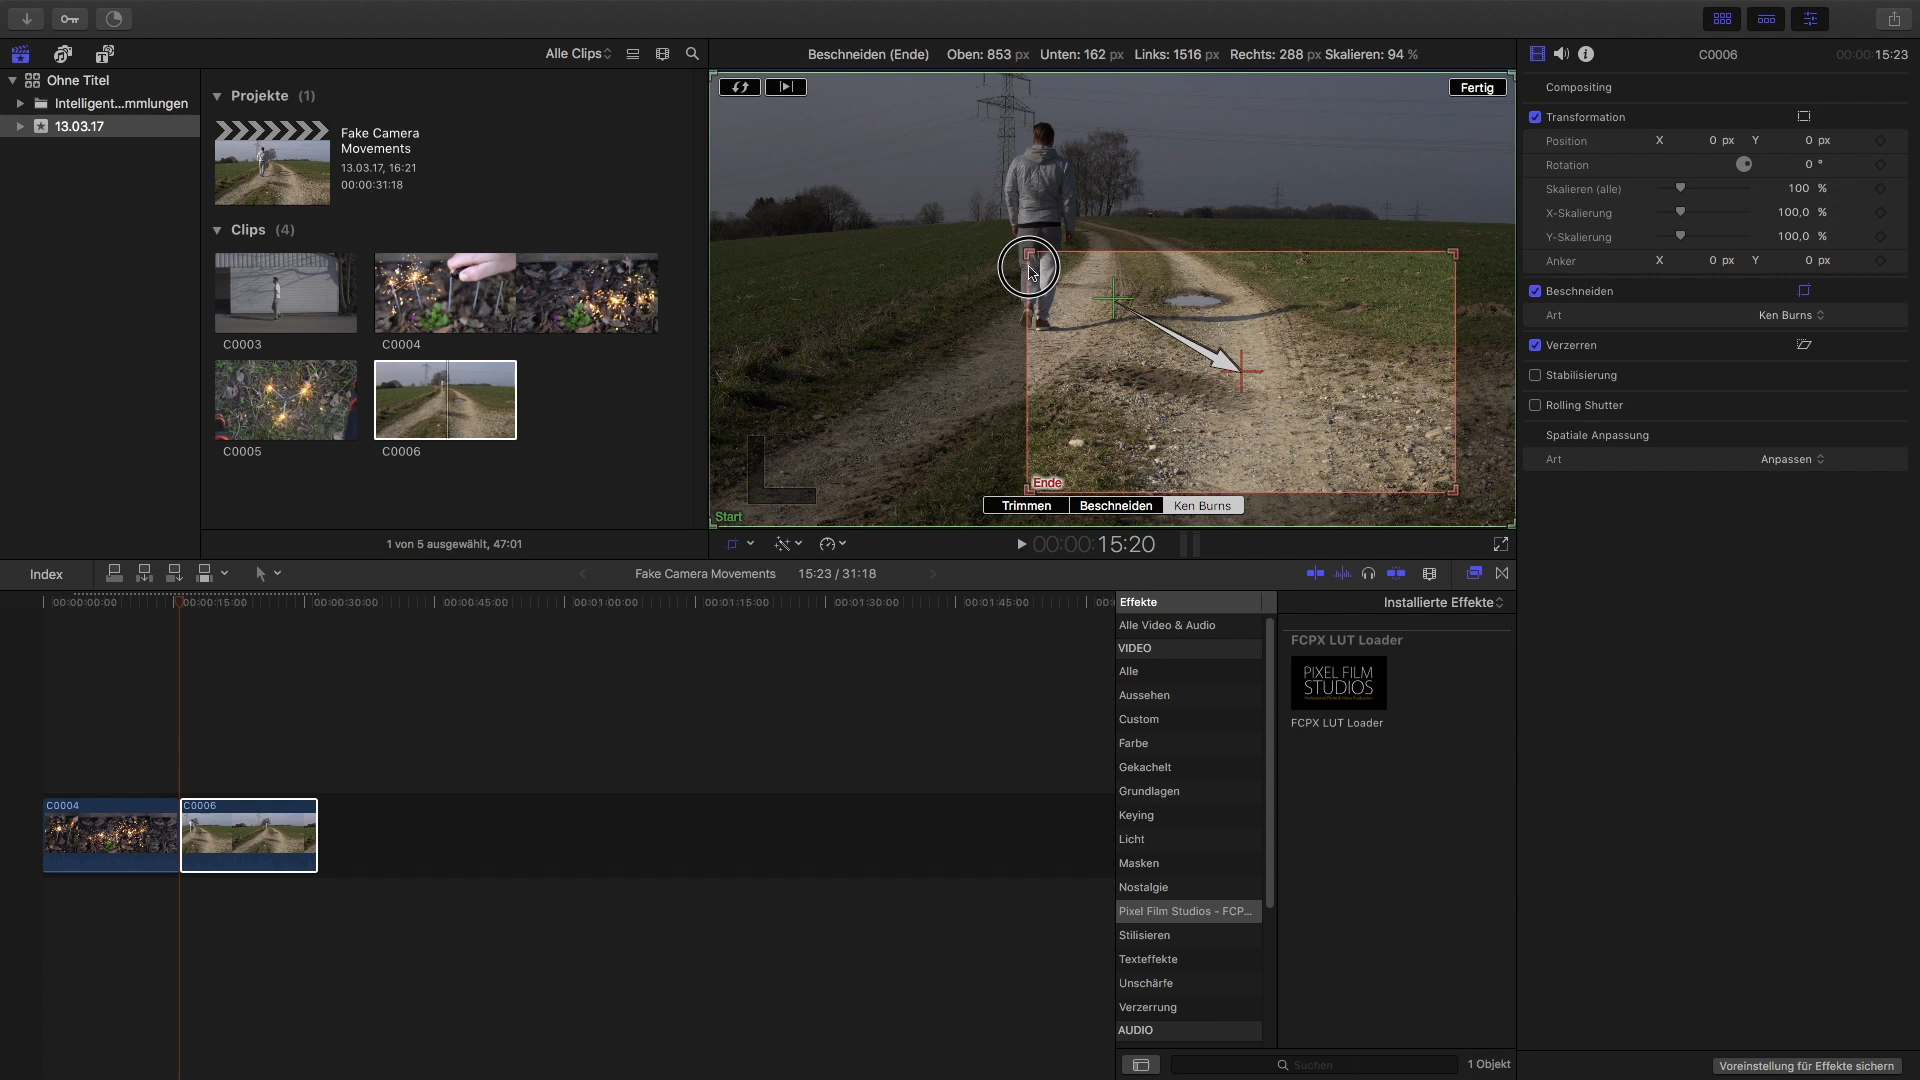 Alle Clips
Beschneiden (Ende) Oben: 853 px Unten: 162 px Links: 1516 px Rechts: 288 px Skalieren: 94 %
C0006 00:00:15:23
Ohne Titel
Intelligent...mmlungen
13.03.17
Projekte (1)
Fake Camera
Movements
13.03.17, 16:21
00:00:31:18
Clips (4)
C0003
C0004
C0005
C0006
1 von 5 ausgewählt, 47:01
Fertig
Ende
Start
Trimmen
Beschneiden
Ken Burns
00:00:15:20
Compositing
Transformation
Position X 0 px Y 0 px
Rotation 0 °
Skalieren (alle) 100 %
X-Skalierung 100,0 %
Y-Skalierung 100,0 %
Anker X 0 px Y 0 px
Beschneiden
Art Ken Burns
Verzerren
Stabilisierung
Rolling Shutter
Spatiale Anpassung
Art Anpassen
Index
Fake Camera Movements 15:23 / 31:18
00:00:00:00 00:00:15:00 00:00:30:00 00:00:45:00 00:01:00:00 00:01:15:00 00:01:30:00 00:01:45:00
C0004
C0006
Effekte
Installierte Effekte
Alle Video & Audio
VIDEO
Alle
Aussehen
Custom
Farbe
Gekachelt
Grundlagen
Keying
Licht
Masken
Nostalgie
Pixel Film Studios - FCP...
Stilisieren
Texteffekte
Unschärfe
Verzerrung
AUDIO
FCPX LUT Loader
PIXEL FILM
STUDIOS
FCPX LUT Loader
Suchen
1 Objekt
Voreinstellung für Effekte sichern